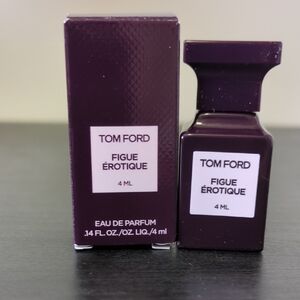 TOM FORD
FIGUE
ÉROTIQUE
4 ML
EAU DE PARFUM
.14 FL.OZ./OZ. LIQ./4 ml
TOM FORD
FIGUE
ÉROTIQUE
4 ML